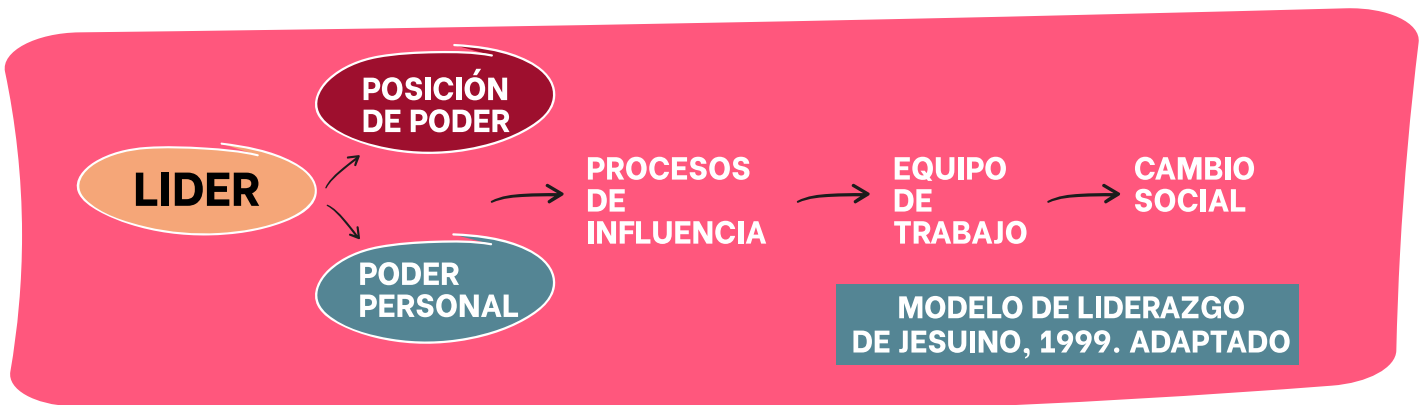 LIDER
POSICIÓN
DE PODER
PODER
PERSONAL
PROCESOS
DE
INFLUENCIA
EQUIPO
DE
TRABAJO
CAMBIO
SOCIAL
MODELO DE LIDERAZGO
DE JESUINO, 1999. ADAPTADO